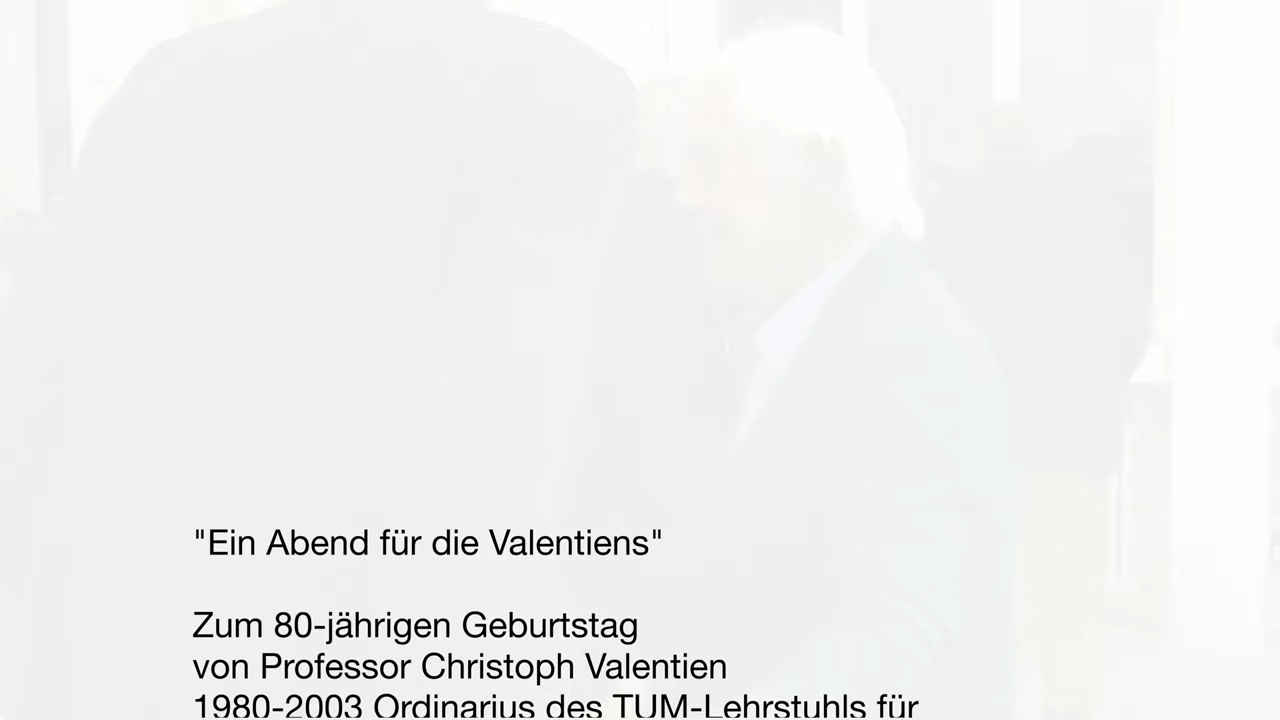 "Ein Abend für die Valentiens"
Zum 80-jährigen Geburtstag
von Professor Christoph Valentien
1980-2003 Ordinarius des TUM-Lehrstuhls für